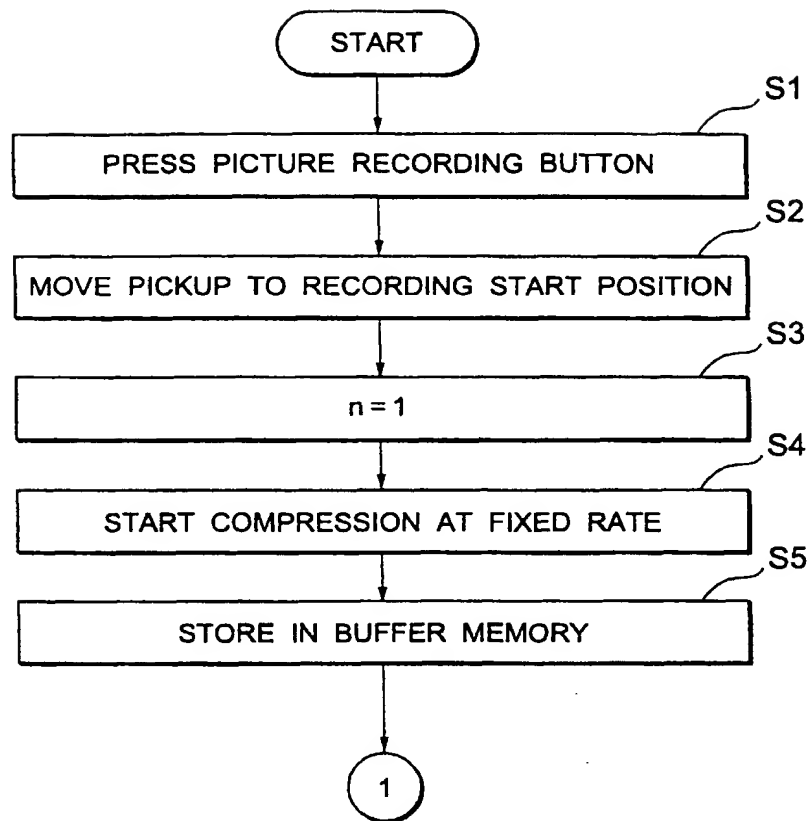 START
S1
PRESS PICTURE RECORDING BUTTON
S2
MOVE PICKUP TO RECORDING START POSITION
S3
n = 1
S4
START COMPRESSION AT FIXED RATE
S5
STORE IN BUFFER MEMORY
1